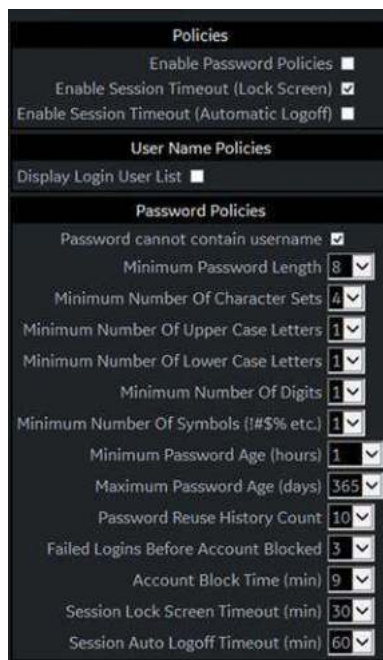 Policies
Enable Password Policies
Enable Session Timeout (Lock Screen)
Enable Session Timeout (Automatic Logoff)
User Name Policies
Display Login User List
Password Policies
Password cannot contain username
Minimum Password Length 8
Minimum Number Of Character Sets 4
Minimum Number Of Upper Case Letters 1
Minimum Number Of Lower Case Letters 1
Minimum Number Of Digits 1
Minimum Number Of Symbols (!#$% etc.) 1
Minimum Password Age (hours) 1
Maximum Password Age (days) 365
Password Reuse History Count 10
Failed Logins Before Account Blocked 3
Account Block Time (min) 9
Session Lock Screen Timeout (min) 30
Session Auto Logoff Timeout (min) 60